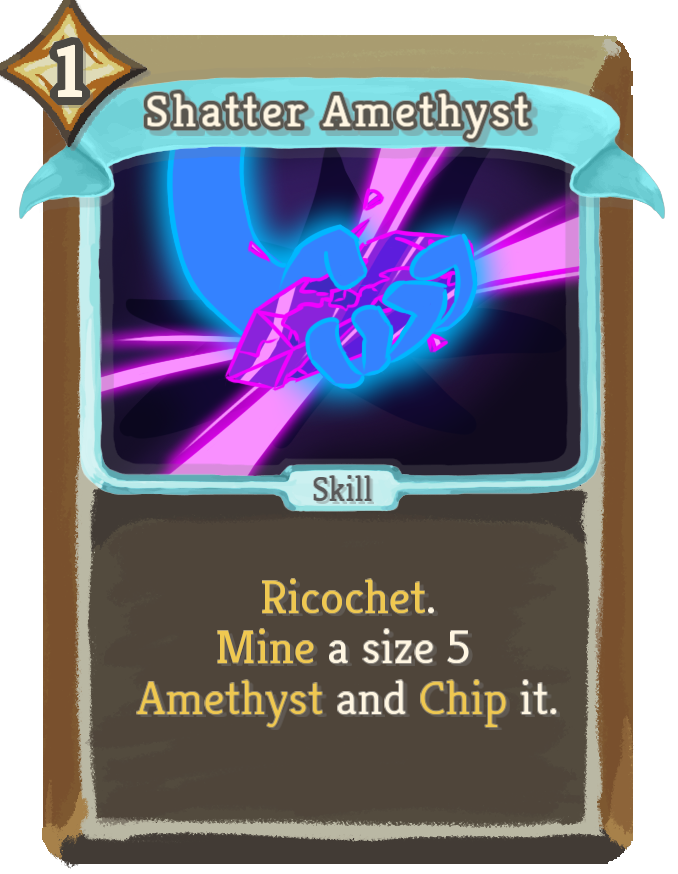 1
Shatter Amethyst
Skill
Ricochet.
Mine a size 5
Amethyst and Chip it.